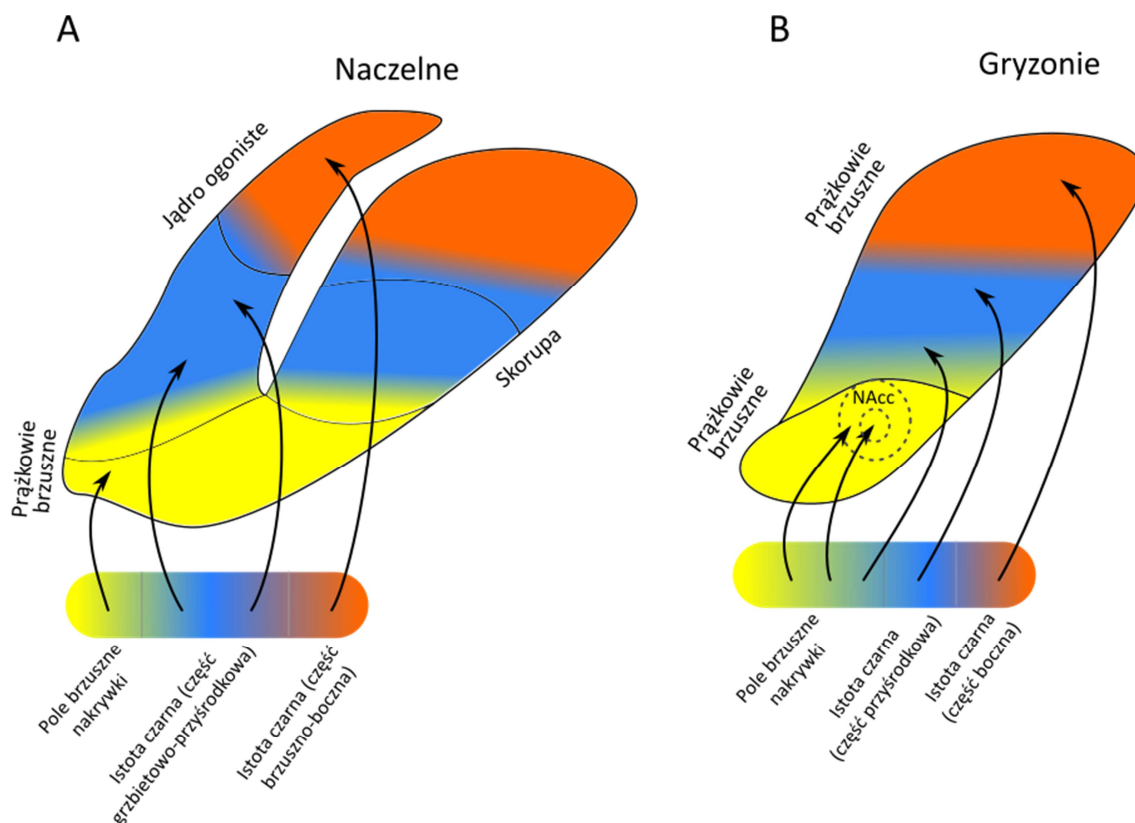 A
Naczelne
Jądro ogoniste
Skorupa
Prążkowie
brzuszne
Pole brzuszne
nakrywki
Istota czarna (część
grzbietowo-przyśrodkowa)
Istota czarna (część
brzuszno-boczna)
B
Gryzonie
Prążkowie
brzuszne
Prążkowie
brzuszne
NAcc
Pole brzuszne
nakrywki
Istota czarna
(część przyśrodkowa)
Istota czarna
(część boczna)